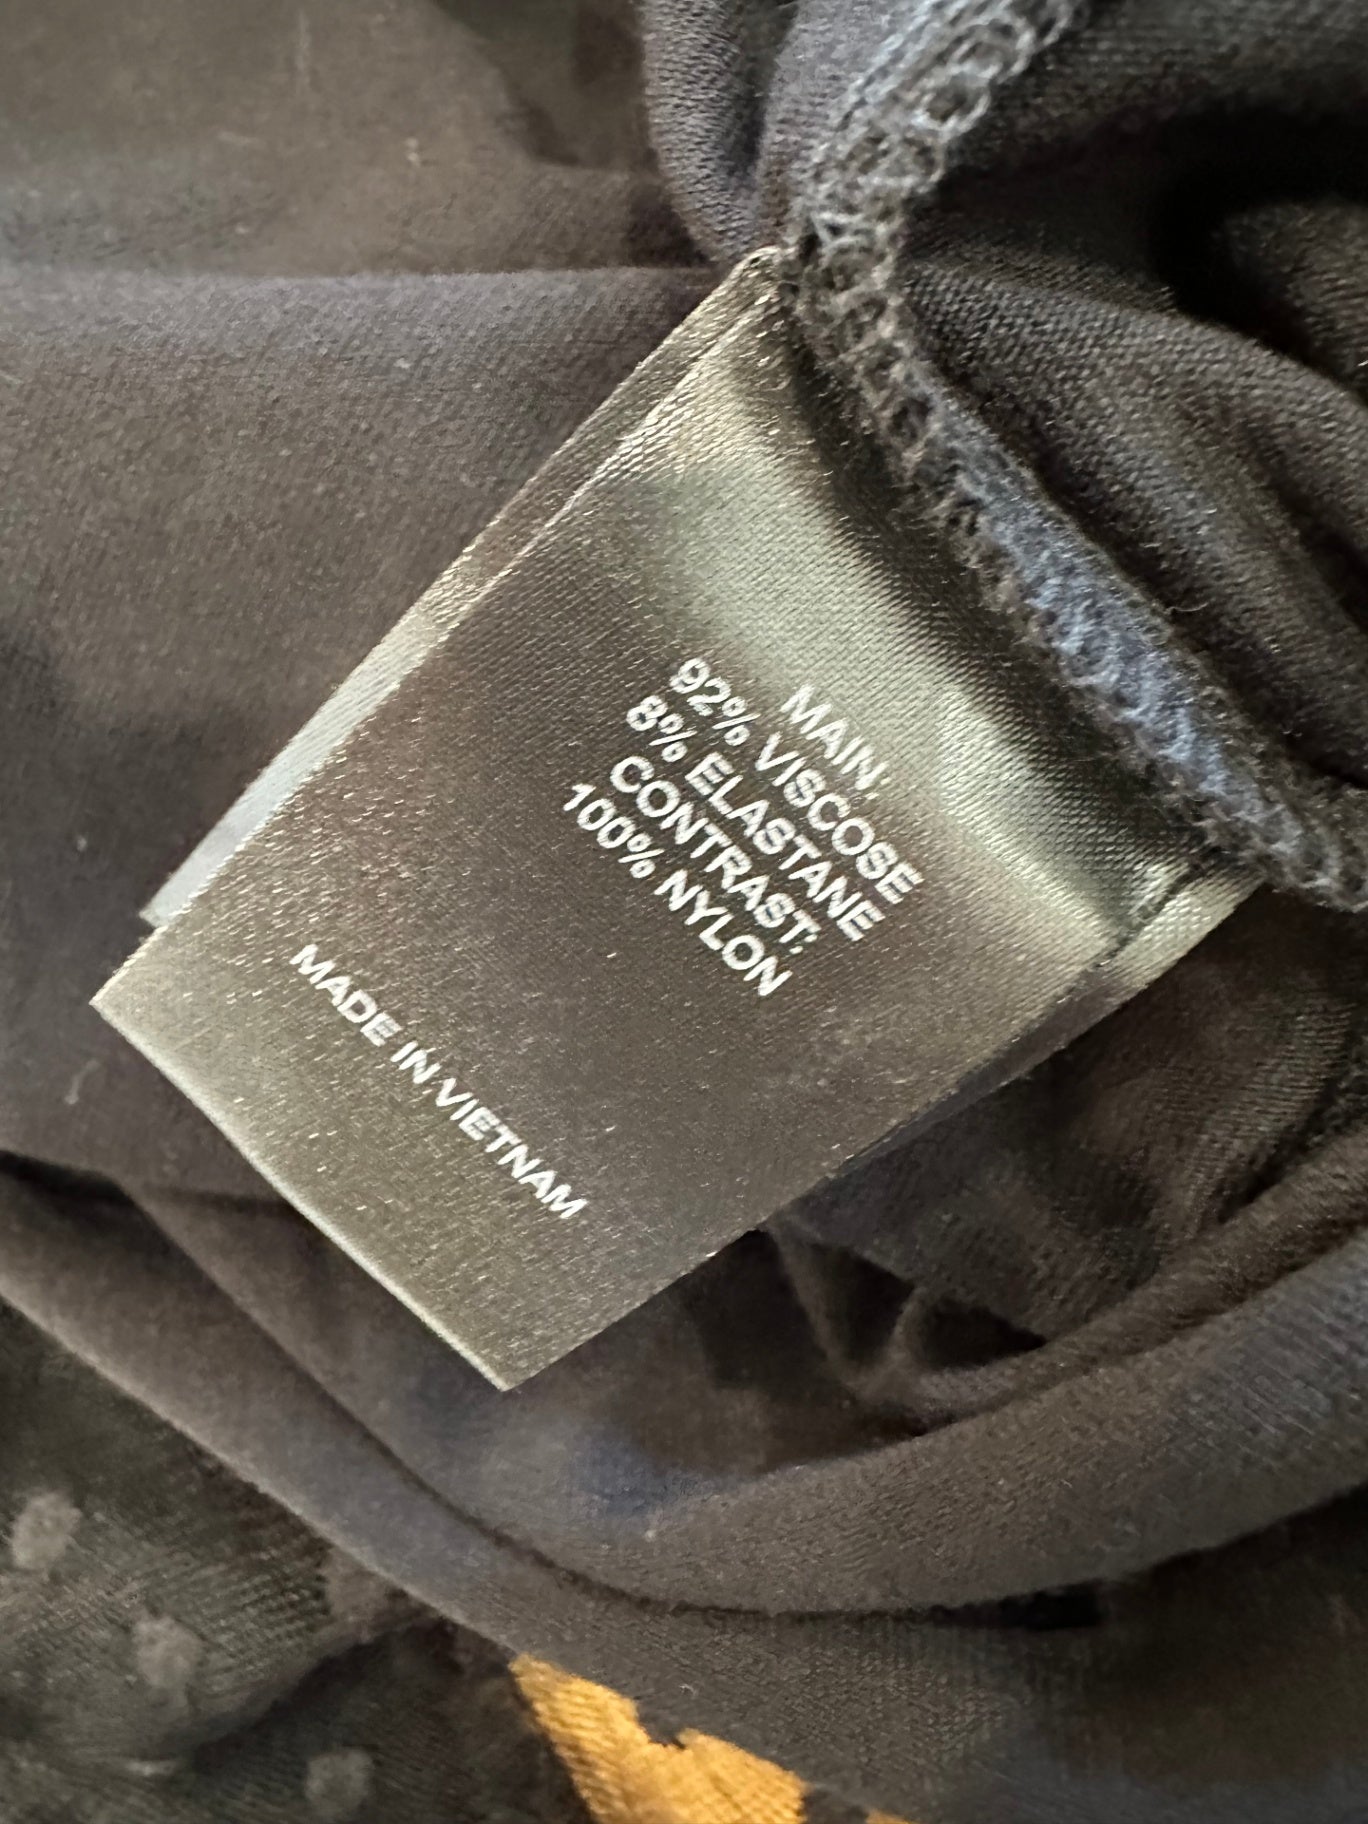 MAIN:
92% VISCOSE
8% ELASTANE
CONTRAST:
100% NYLON
MADE IN VIETNAM